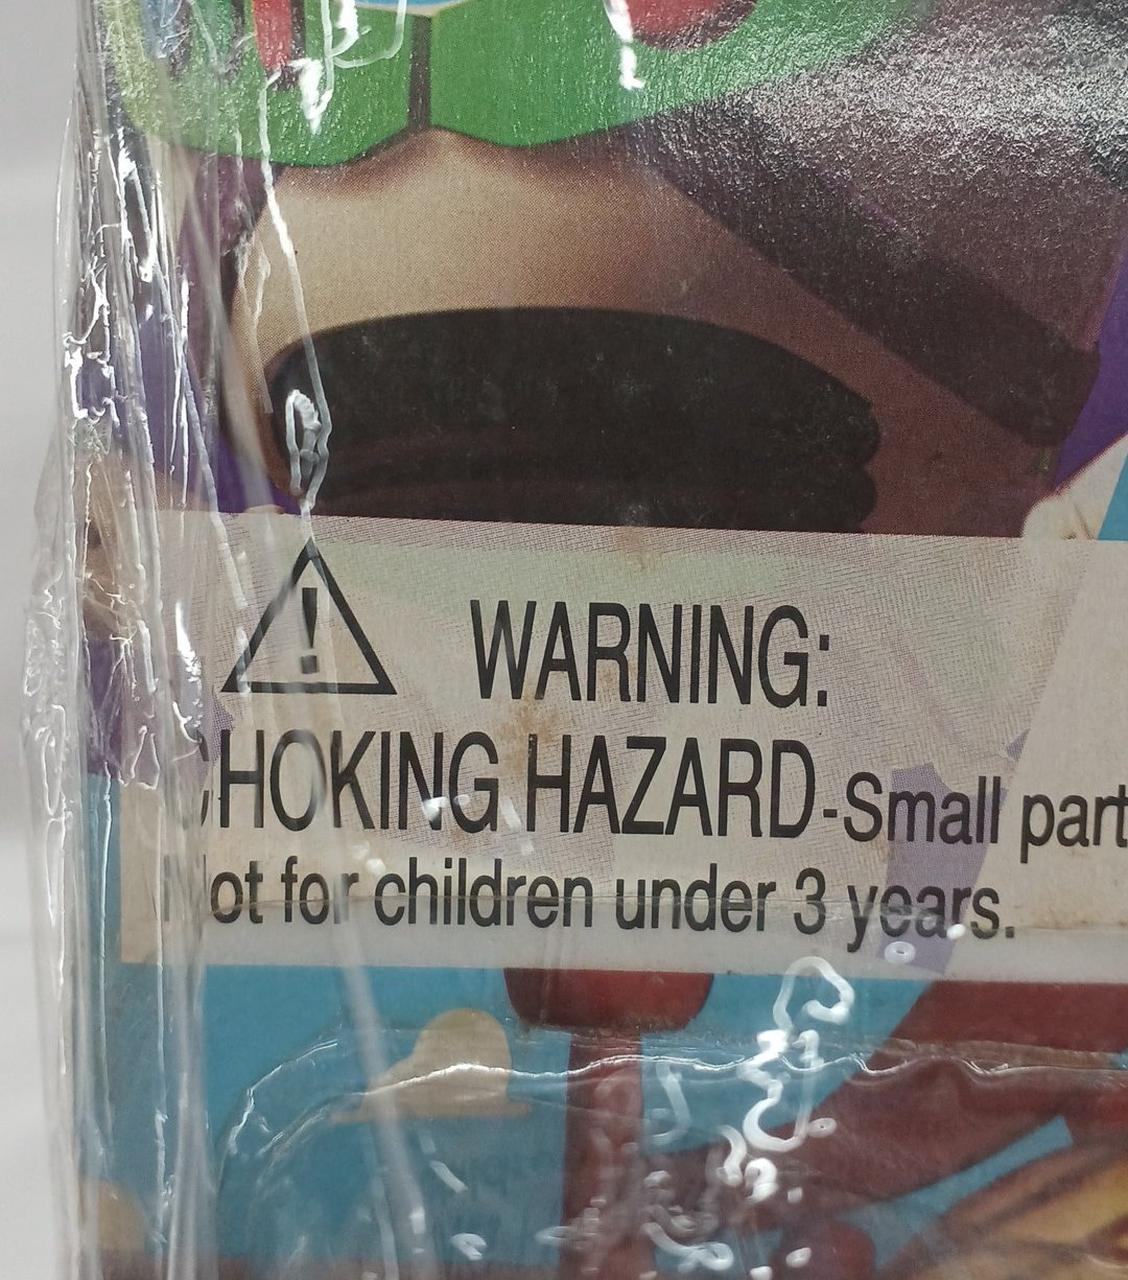 WARNING:
CHOKING HAZARD-Small part
Not for children under 3 years.